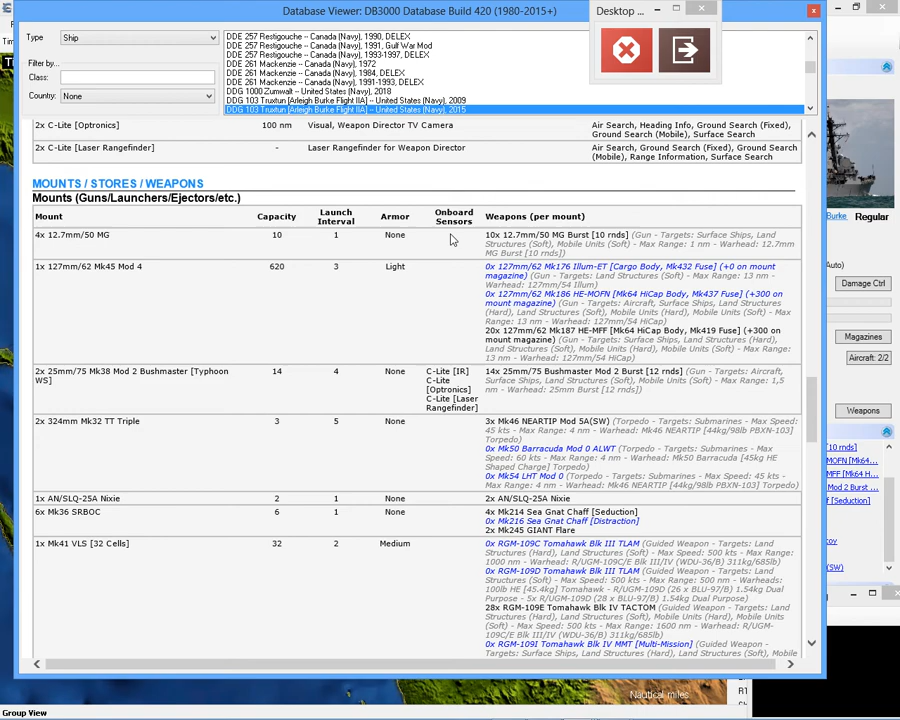 Database Viewer: DB3000 Database Build 420 (1980-2015+)
x
Desktop ...
Type
Ship
Filter by...
Class:
Country:
None
DDE 257 Restigouche -- Canada (Navy), 1990, DELEX
DDE 257 Restigouche -- Canada (Navy), 1991, Gulf War Mod
DDE 257 Restigouche -- Canada (Navy), 1993-1997, DELEX
DDE 261 Mackenzie -- Canada (Navy), 1972
DDE 261 Mackenzie -- Canada (Navy), 1984, DELEX
DDE 261 Mackenzie -- Canada (Navy), 1991-1993, DELEX
DDG 1000 Zumwalt -- United States (Navy), 2018
DDG 103 Truxtun [Arleigh Burke Flight IIA] -- United States (Navy), 2009
DDG 103 Truxtun [Arleigh Burke Flight IIA] -- United States (Navy), 2015
2x C-Lite [Optronics]
100 nm
Visual, Weapon Director TV Camera
Air Search, Heading Info, Ground Search (Fixed),
Ground Search (Mobile), Surface Search
2x C-Lite [Laser Rangefinder]
-
Laser Rangefinder for Weapon Director
Air Search, Ground Search (Fixed), Ground Search
(Mobile), Range Information, Surface Search
MOUNTS / STORES / WEAPONS
Mounts (Guns/Launchers/Ejectors/etc.)
Mount
Capacity
Launch
Interval
Armor
Onboard
Sensors
Weapons (per mount)
4x 12.7mm/50 MG
10
1
None
10x 12.7mm/50 MG Burst [10 rnds] (Gun - Targets: Surface Ships, Land
Structures (Soft), Mobile Units (Soft) - Max Range: 1 nm - Warhead: 12.7mm
MG Burst [10 rnds])
1x 127mm/62 Mk45 Mod 4
620
3
Light
0x 127mm/62 Mk176 Illum-ET [Cargo Body, Mk432 Fuse] (+0 on mount
magazine) (Gun - Targets: Land Structures (Soft) - Max Range: 13 nm -
Warhead: 127mm/54 Illum)
0x 127mm/62 Mk186 HE-MOFN [Mk64 HiCap Body, Mk437 Fuse] (+300 on
mount magazine) (Gun - Targets: Aircraft, Surface Ships, Land Structures
(Hard), Land Structures (Soft), Mobile Units (Hard), Mobile Units (Soft) - Max
Range: 13 nm - Warhead: 127mm/54 HiCap)
20x 127mm/62 Mk187 HE-MFF [Mk64 HiCap Body, Mk419 Fuse] (+300 on
mount magazine) (Gun - Targets: Aircraft, Surface Ships, Land Structures
(Hard), Land Structures (Soft), Mobile Units (Hard), Mobile Units (Soft) - Max
Range: 13 nm - Warhead: 127mm/54 HiCap)
2x 25mm/75 Mk38 Mod 2 Bushmaster [Typhoon
WS]
14
4
None
C-Lite [IR]
C-Lite
[Optronics]
C-Lite [Laser
Rangefinder]
14x 25mm/75 Bushmaster Mod 2 Burst [12 rnds] (Gun - Targets: Aircraft,
Surface Ships, Land Structures (Soft), Mobile Units (Soft) - Max Range: 1,5
nm - Warhead: 25mm Burst [12 rnds])
2x 324mm Mk32 TT Triple
3
5
None
3x Mk46 NEARTIP Mod 5A(SW) (Torpedo - Targets: Submarines - Max Speed:
45 kts - Max Range: 4 nm - Warhead: Mk46 NEARTIP [44kg/98lb PBXN-103]
Torpedo)
0x Mk50 Barracuda Mod 0 ALWT (Torpedo - Targets: Submarines - Max
Speed: 60 kts - Max Range: 4 nm - Warhead: Mk50 Barracuda [45kg HE
Shaped Charge] Torpedo)
0x Mk54 LHT Mod 0 (Torpedo - Targets: Submarines - Max Speed: 45 kts -
Max Range: 4 nm - Warhead: Mk46 NEARTIP [44kg/98lb PBXN-103] Torpedo)
1x AN/SLQ-25A Nixie
2
1
None
2x AN/SLQ-25A Nixie
6x Mk36 SRBOC
6
1
None
4x Mk214 Sea Gnat Chaff [Seduction]
0x Mk216 Sea Gnat Chaff [Distraction]
2x Mk245 GIANT Flare
1x Mk41 VLS [32 Cells]
32
2
Medium
0x RGM-109C Tomahawk Blk III TLAM (Guided Weapon - Targets: Land
Structures (Hard), Land Structures (Soft) - Max Speed: 500 kts - Max Range:
1000 nm - Warhead: R/UGM-109C/E Blk III/IV (WDU-36/B) 311kg/685lb)
0x RGM-109D Tomahawk Blk III TLAM (Guided Weapon - Targets: Land
Structures (Soft) - Max Speed: 500 kts - Max Range: 500 nm - Warheads:
100lb HE [45.4kg] Torpedo - 6x R/UGM-109D (26 x BLU-97/B) 1.54kg Dual
Purpose - 5x R/UGM-109D (28 x BLU-97/B) 1.54kg Dual Purpose)
28x RGM-109E Tomahawk Blk IV TACTOM (Guided Weapon - Targets: Land
Structures (Hard), Land Structures (Soft), Mobile Units (Hard), Mobile Units
(Soft) - Max Speed: 500 kts - Max Range: 1600 nm - Warhead: R/UGM-
109C/E Blk III/IV (WDU-36/B) 311kg/685lb)
0x RGM-109I Tomahawk Blk IV MMT [Multi-Mission] (Guided Weapon -
Targets: Surface Ships, Land Structures (Hard), Land Structures (Soft), Mobile
Burke
Regular
Auto)
Damage Ctrl
Magazines
Aircraft: 2/2
Weapons
[10 rnds]
MOFN [Mk64...
MFF [Mk64 H...
Mod 2 Burst [...
[Seduction]
(SW)
Nautical miles
Group View